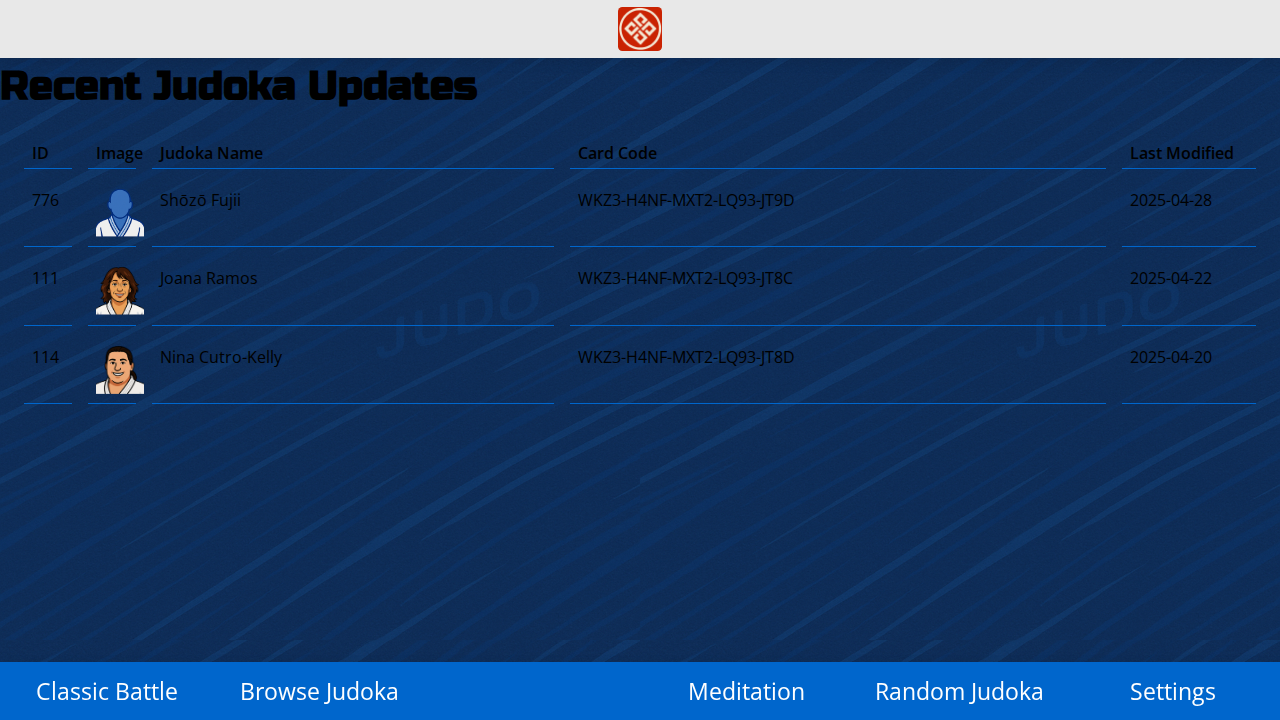 Recent Judoka Updates
ID Image Judoka Name Card Code Last Modified
776 Shōzō Fujii WKZ3-H4NF-MXT2-LQ93-JT9D 2025-04-28
111 Joana Ramos WKZ3-H4NF-MXT2-LQ93-JT8C 2025-04-22
JUDO JUDO
114 Nina Cutro-Kelly WKZ3-H4NF-MXT2-LQ93-JT8D 2025-04-20
Classic Battle Browse Judoka Meditation Random Judoka Settings